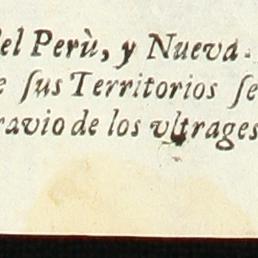 del Perù, y Nueva
e ſus Territorios ſe
ravio de los vltrages